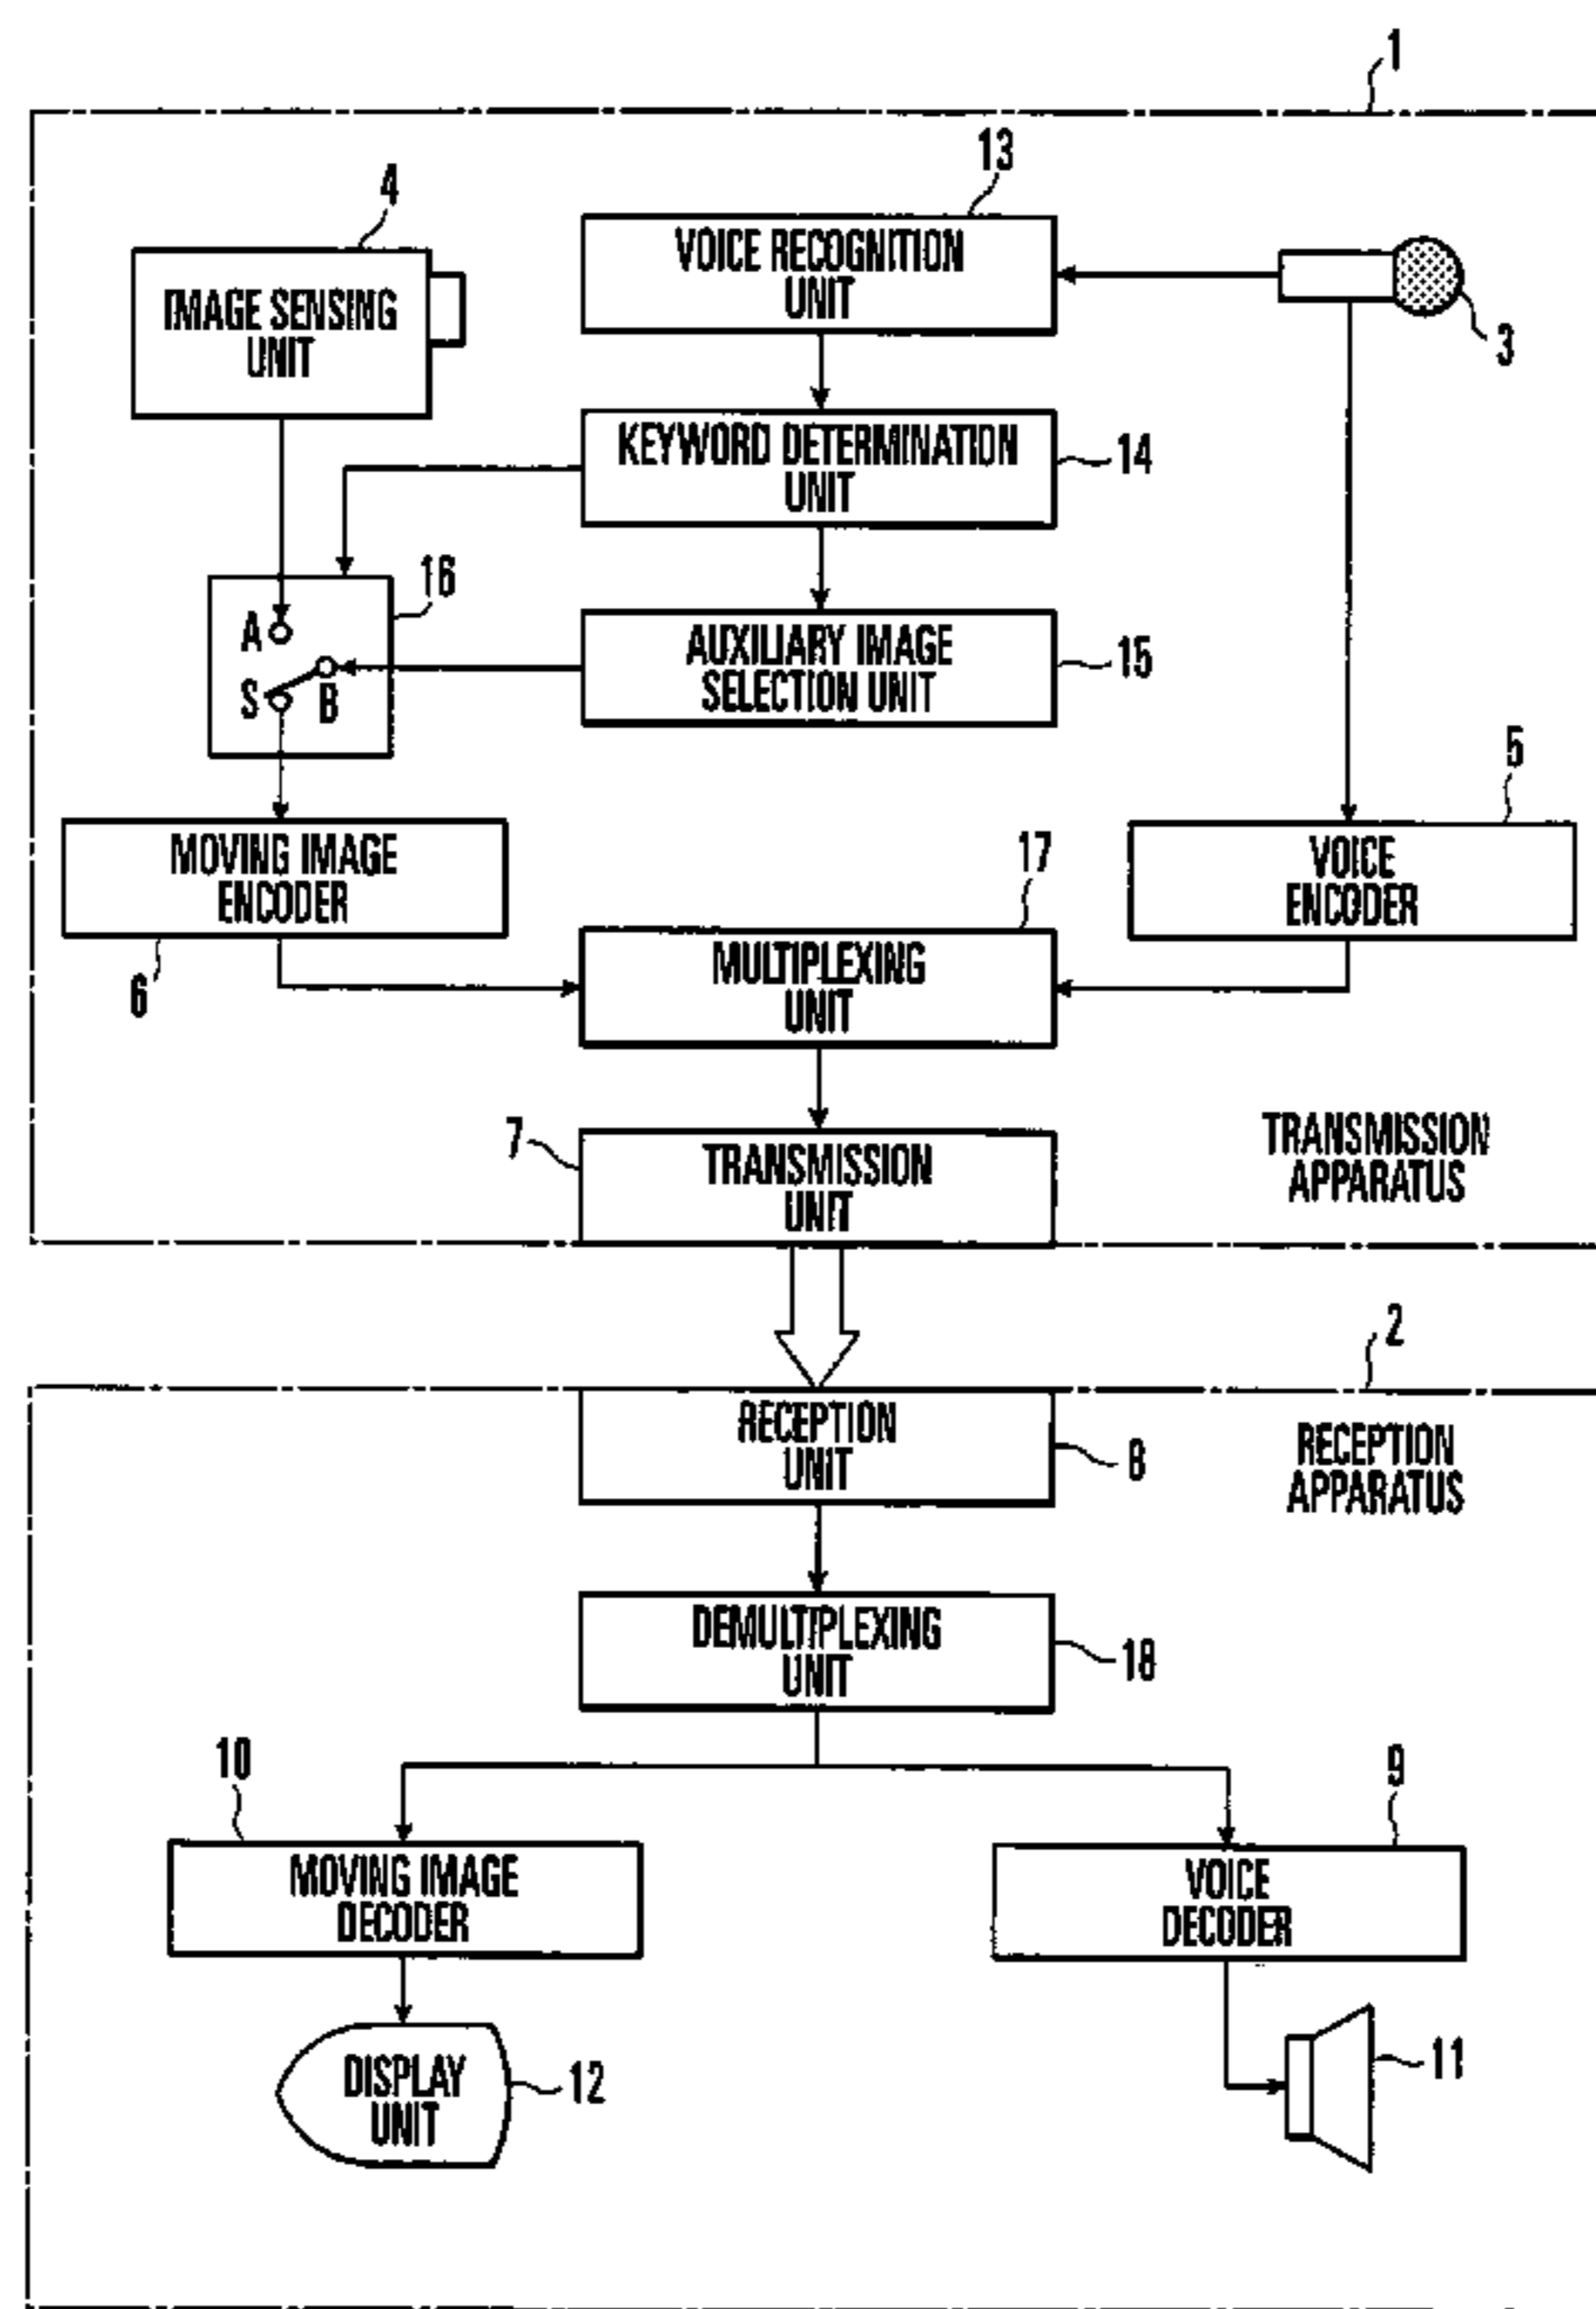 1
13
4
VOICE RECOGNITION
UNIT
IMAGE SENSING
UNIT
3
KEYWORD DETERMINATION
UNIT
14
16
A
AUXILIARY IMAGE
SELECTION UNIT
15
S
B
5
MOVING IMAGE
ENCODER
17
VOICE
ENCODER
6
MULTIPLEXING
UNIT
7
TRANSMISSION
UNIT
TRANSMISSION
APPARATUS
2
RECEPTION
UNIT
8
RECEPTION
APPARATUS
DEMULTIPLEXING
UNIT
18
10
9
MOVING IMAGE
DECODER
VOICE
DECODER
DISPLAY
UNIT
12
11